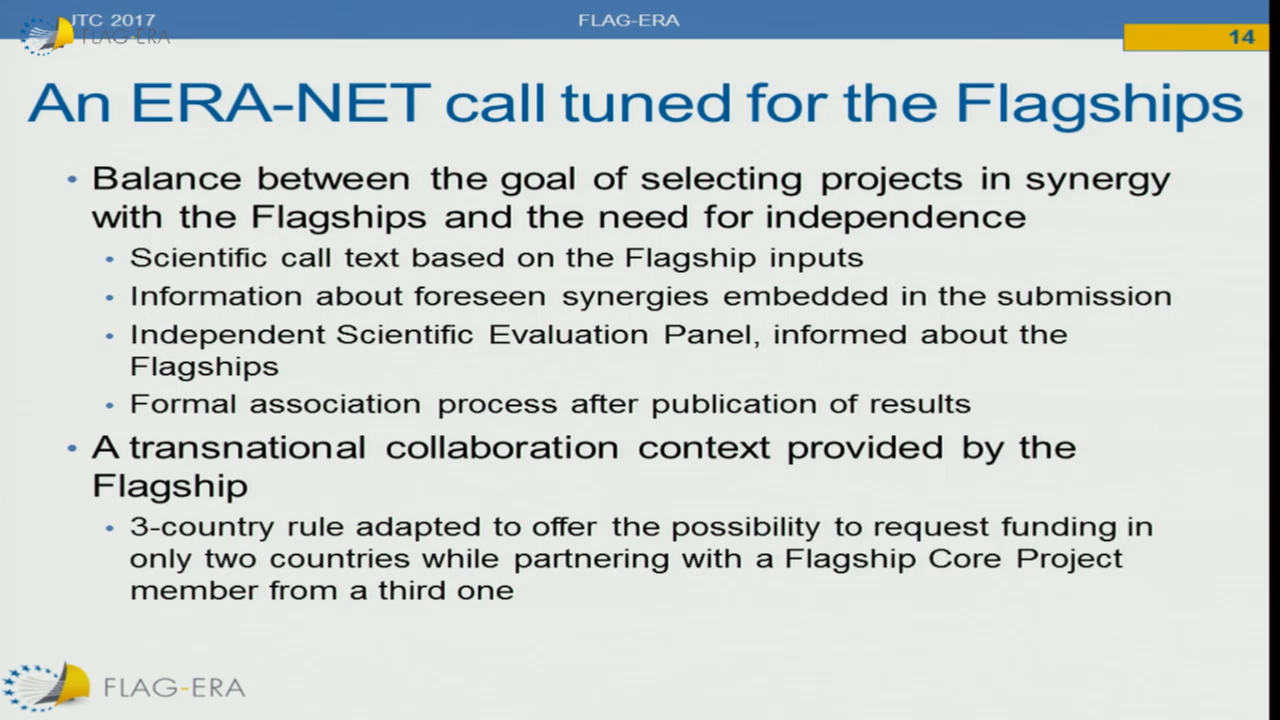 JTC 2017
FLAG-ERA
FLAG-ERA
14
An ERA-NET call tuned for the Flagships
• Balance between the goal of selecting projects in synergy
with the Flagships and the need for independence
• Scientific call text based on the Flagship inputs
• Information about foreseen synergies embedded in the submission
• Independent Scientific Evaluation Panel, informed about the
Flagships
• Formal association process after publication of results
• A transnational collaboration context provided by the
Flagship
• 3-country rule adapted to offer the possibility to request funding in
only two countries while partnering with a Flagship Core Project
member from a third one
FLAG-ERA